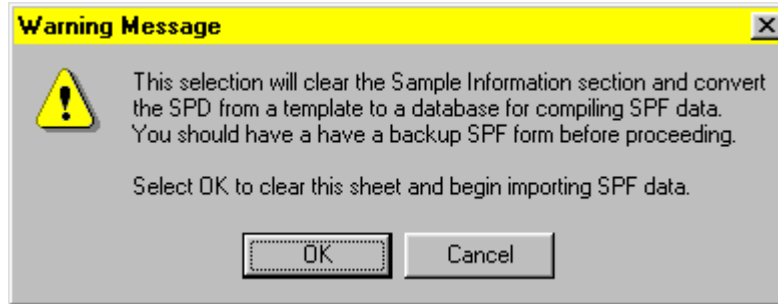 Warning Message
This selection will clear the Sample Information section and convert
the SPD from a template to a database for compiling SPF data.
You should have a have a backup SPF form before proceeding.
Select OK to clear this sheet and begin importing SPF data.
OK
Cancel